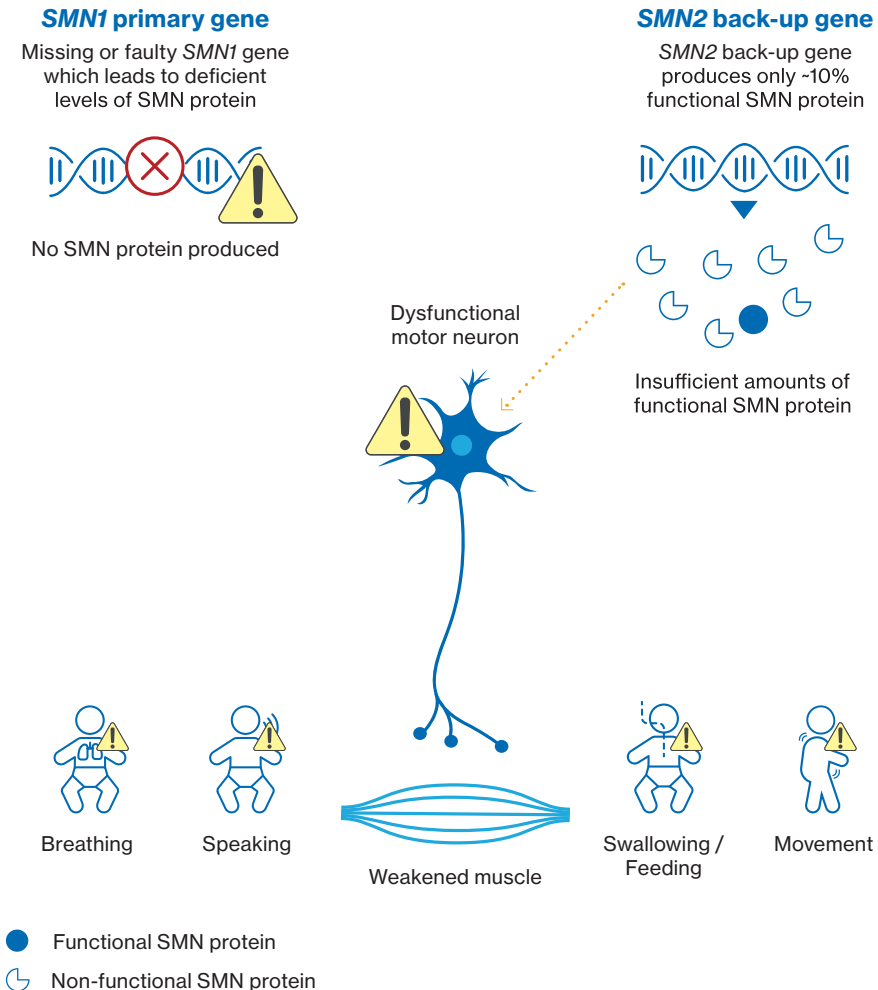 SMN1 primary gene
Missing or faulty SMN1 gene
which leads to deficient
levels of SMN protein
No SMN protein produced
SMN2 back-up gene
SMN2 back-up gene
produces only ~10%
functional SMN protein
Insufficient amounts of
functional SMN protein
Dysfunctional
motor neuron
Breathing
Speaking
Weakened muscle
Swallowing /
Feeding
Movement
Functional SMN protein
Non-functional SMN protein